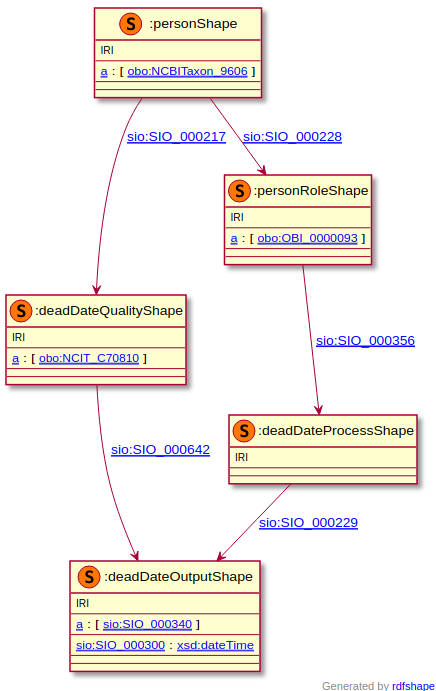 S :personShape
IRI
a : [ obo:NCBITaxon_9606 ]
sio:SIO_000217
sio:SIO_000228
S :personRoleShape
IRI
a : [ obo:OBI_0000093 ]
S :deadDateQualityShape
IRI
a : [ obo:NCIT_C70810 ]
sio:SIO_000356
S :deadDateProcessShape
IRI
sio:SIO_000642
sio:SIO_000229
S :deadDateOutputShape
IRI
a : [ sio:SIO_000340 ]
sio:SIO_000300 : xsd:dateTime
Generated by rdfshape